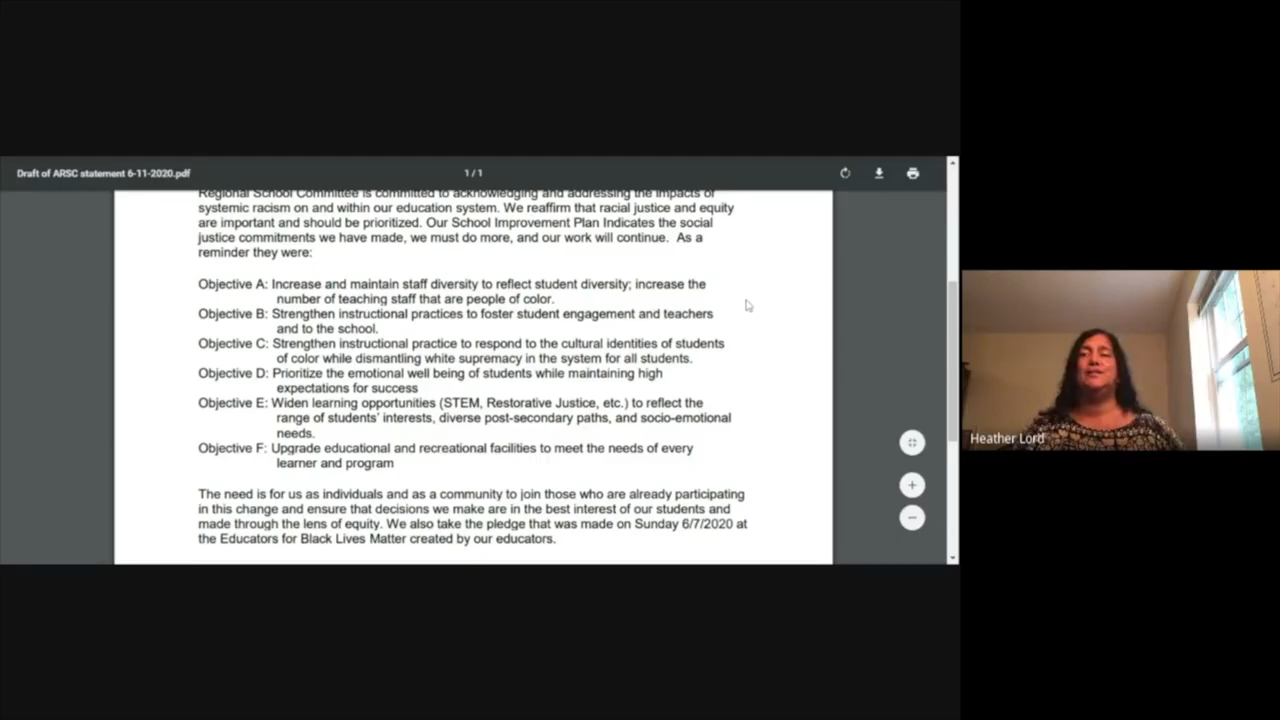 Draft of ARSC statement 6-11-2020.pdf
1 / 1
Regional School Committee is committed to acknowledging and addressing the impacts of
systemic racism on and within our education system. We reaffirm that racial justice and equity
are important and should be prioritized. Our School Improvement Plan Indicates the social
justice commitments we have made, we must do more, and our work will continue.  As a
reminder they were:
Objective A: Increase and maintain staff diversity to reflect student diversity; increase the
number of teaching staff that are people of color.
Objective B: Strengthen instructional practices to foster student engagement and teachers
and to the school.
Objective C: Strengthen instructional practice to respond to the cultural identities of students
of color while dismantling white supremacy in the system for all students.
Objective D: Prioritize the emotional well being of students while maintaining high
expectations for success
Objective E: Widen learning opportunities (STEM, Restorative Justice, etc.) to reflect the
range of students' interests, diverse post-secondary paths, and socio-emotional
needs.
Objective F: Upgrade educational and recreational facilities to meet the needs of every
learner and program
The need is for us as individuals and as a community to join those who are already participating
in this change and ensure that decisions we make are in the best interest of our students and
made through the lens of equity. We also take the pledge that was made on Sunday 6/7/2020 at
the Educators for Black Lives Matter created by our educators.
Heather Lord